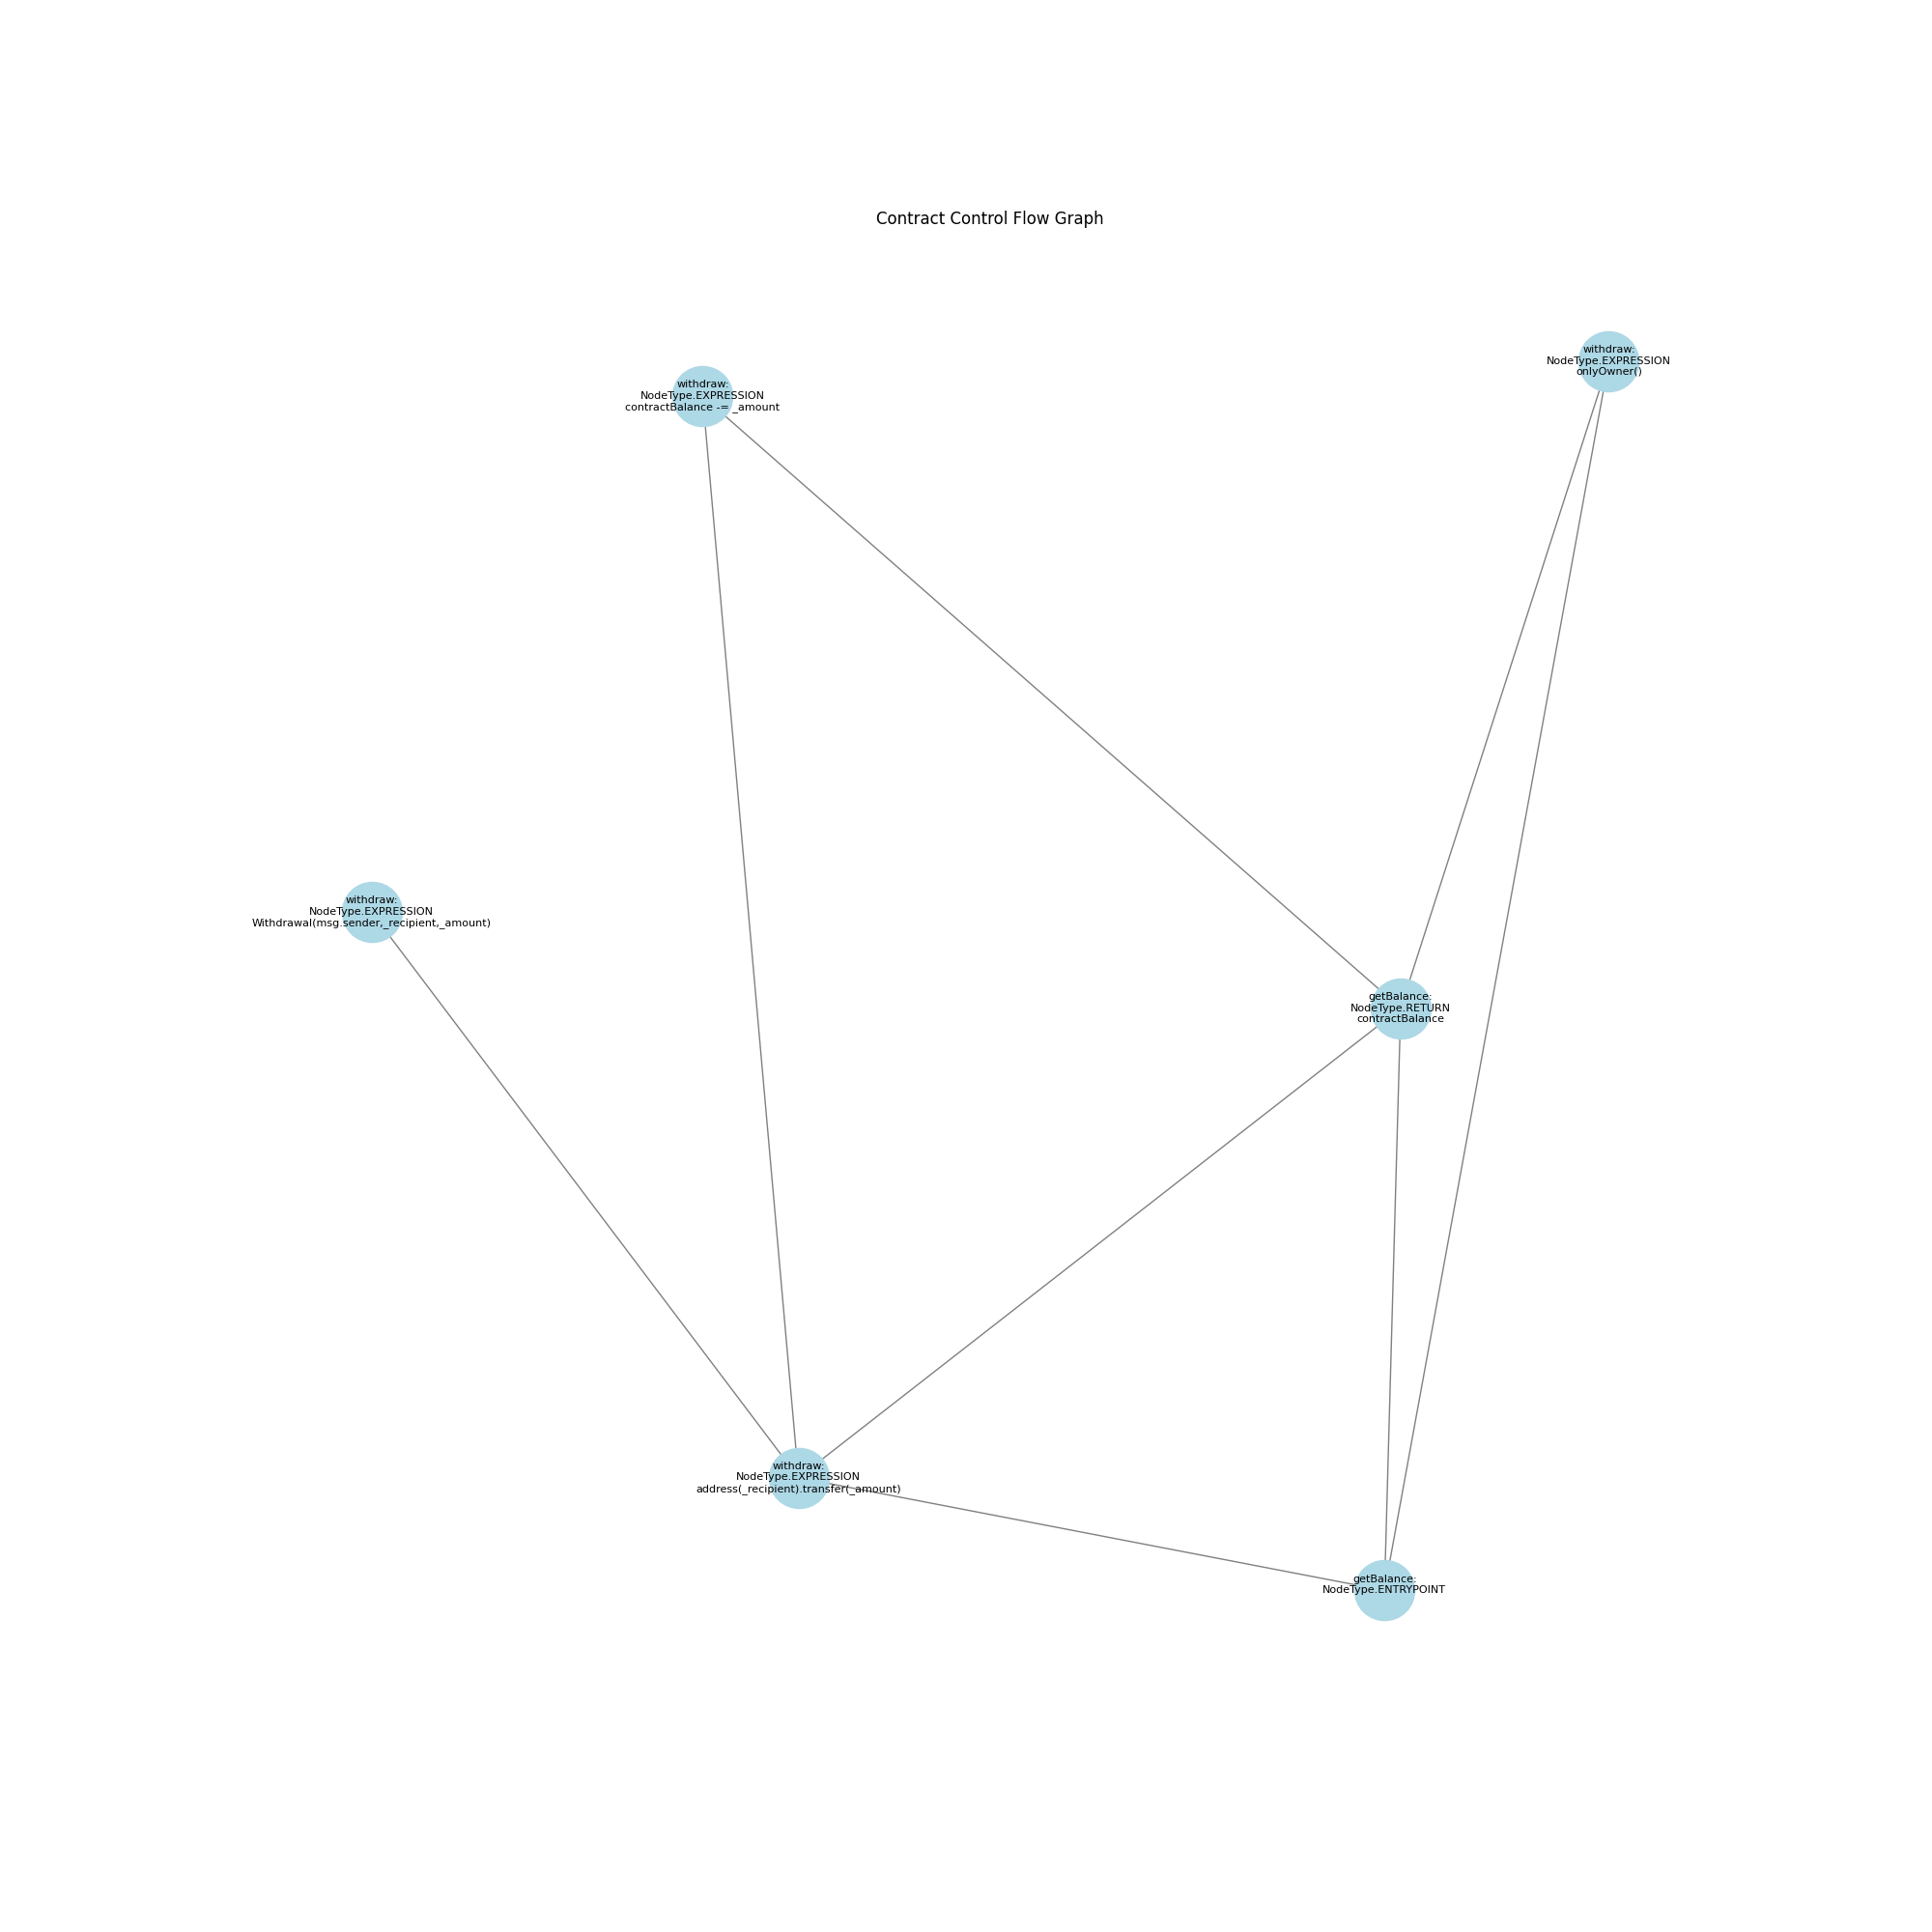 Contract Control Flow Graph
withdraw:
NodeType.EXPRESSION
onlyOwner()
withdraw:
NodeType.EXPRESSION
contractBalance -= _amount
withdraw:
NodeType.EXPRESSION
Withdrawal(msg.sender,_recipient,_amount)
getBalance:
NodeType.RETURN
contractBalance
withdraw:
NodeType.EXPRESSION
address(_recipient).transfer(_amount)
getBalance:
NodeType.ENTRYPOINT